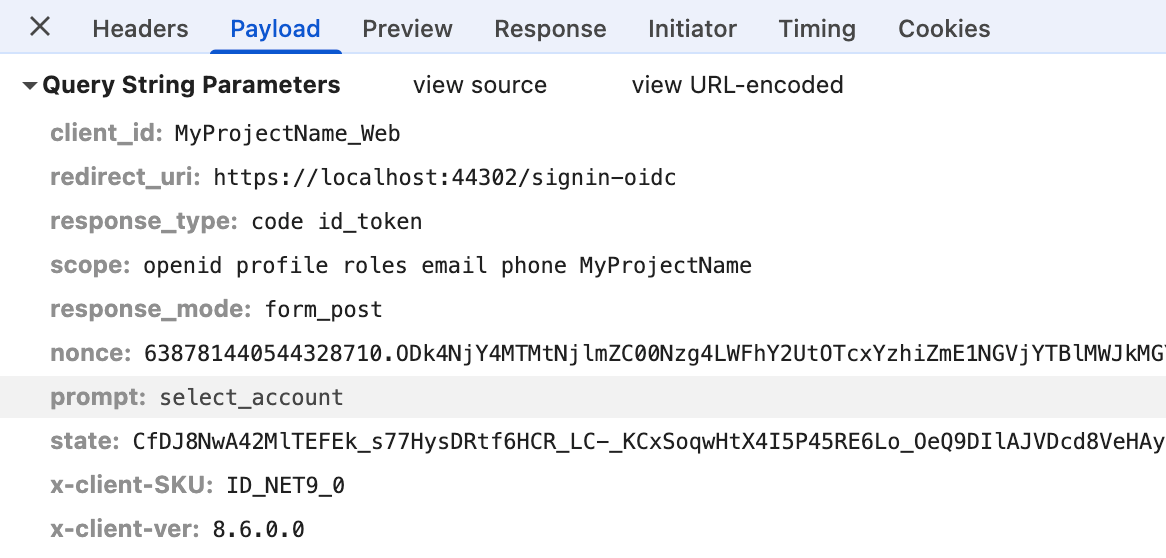 Headers Payload Preview Response Initiator Timing Cookies
Query String Parameters view source view URL-encoded
client_id: MyProjectName_Web
redirect_uri: https://localhost:44302/signin-oidc
response_type: code id_token
scope: openid profile roles email phone MyProjectName
response_mode: form_post
nonce: 638781440544328710.ODk4NjY4MTMtNjlmZC00Nzg4LWFhY2UtOTcxYzhiZmE1NGVjYTBlMWJkMG
prompt: select_account
state: CfDJ8NwA42MlTEFEk_s77HysDRtf6HCR_LC-_KCxSoqwHtX4I5P45RE6Lo_OeQ9DIlAJVDcd8VeHAy
x-client-SKU: ID_NET9_0
x-client-ver: 8.6.0.0